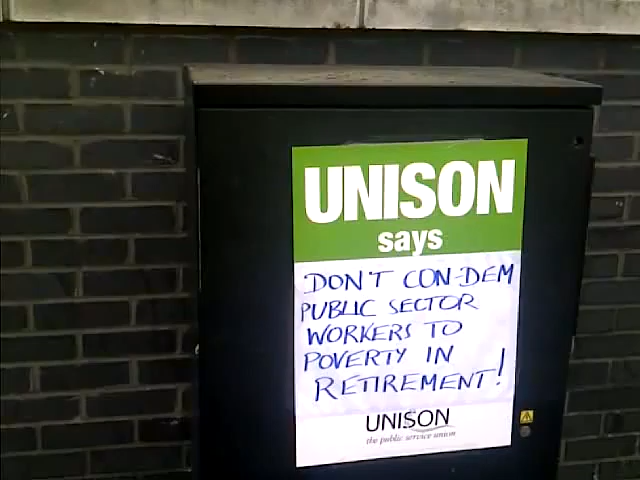 UNISON
says
DON'T CON-DEM
PUBLIC SECTOR
WORKERS TO
POVERTY IN
RETIREMENT!
UNISON
the public service union